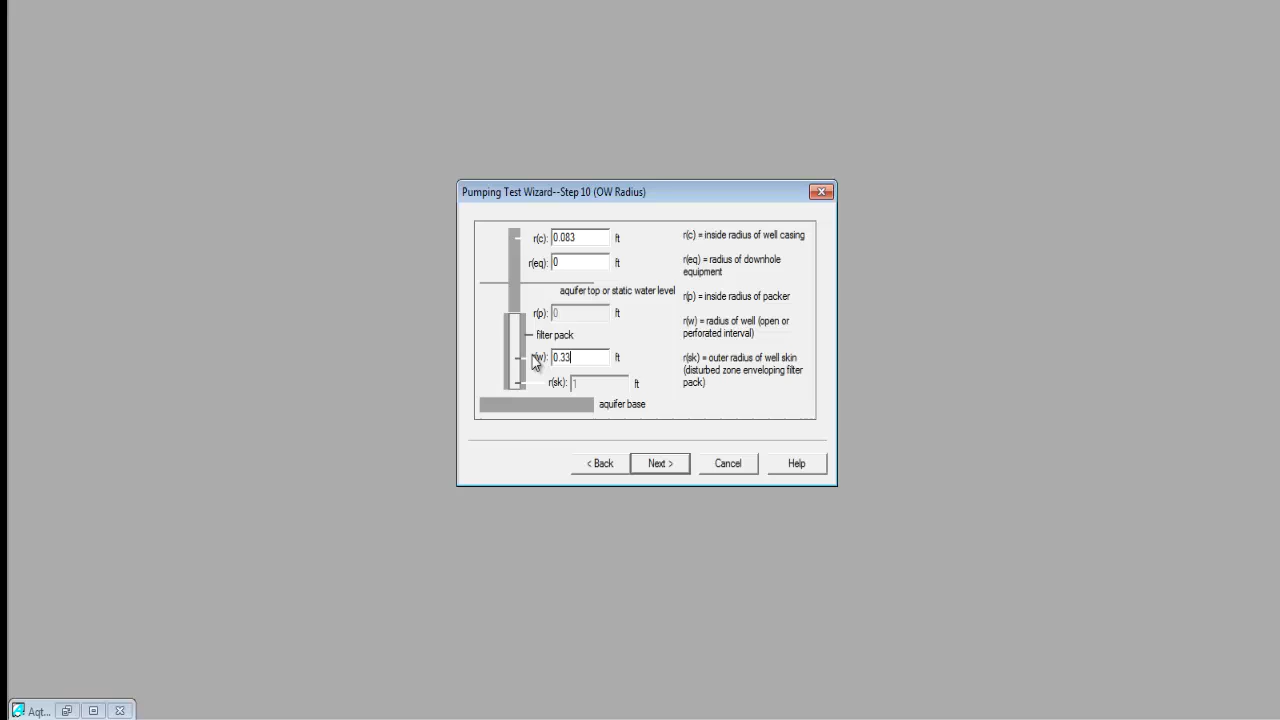 Pumping Test Wizard--Step 10 (OW Radius)
r(c): 0.083 ft
r(eq): 0 ft
aquifer top or static water level
r(p): 0 ft
filter pack
r(w): 0.33 ft
r(sk): 1 ft
aquifer base
r(c) = inside radius of well casing
r(eq) = radius of downhole
equipment
r(p) = inside radius of packer
r(w) = radius of well (open or
perforated interval)
r(sk) = outer radius of well skin
(disturbed zone enveloping filter
pack)
< Back Next > Cancel Help
Aqt...